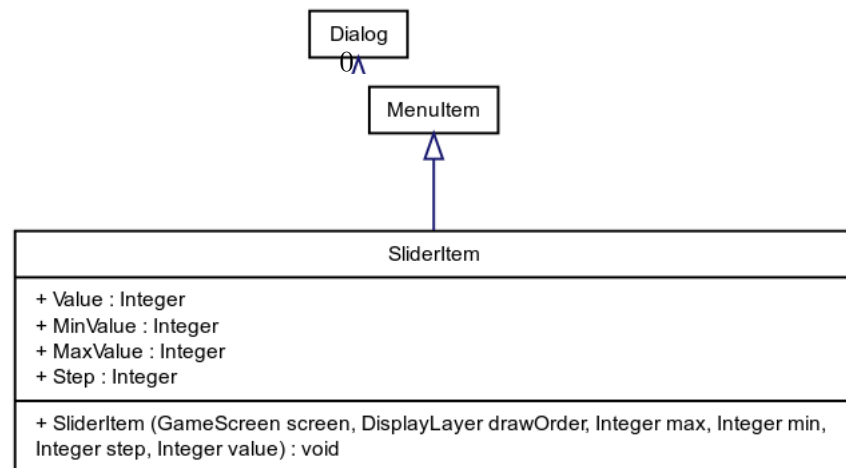 Dialog
0
MenuItem
SliderItem
+ Value : Integer
+ MinValue : Integer
+ MaxValue : Integer
+ Step : Integer
+ SliderItem (GameScreen screen, DisplayLayer drawOrder, Integer max, Integer min,
Integer step, Integer value) : void